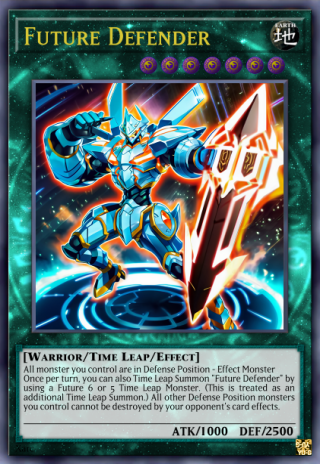 Future Defender
EARTH
地
[Warrior/Time Leap/Effect]
All monster you control are in Defense Position - Effect Monster
Once per turn, you can also Time Leap Summon "Future Defender" by
using a Future 6 or 5 Time Leap Monster. (This is treated as an
additional Time Leap Summon.) All other Defense Position monsters
you control cannot be destroyed by your opponent's card effects.
ATK/1000 DEF/2500